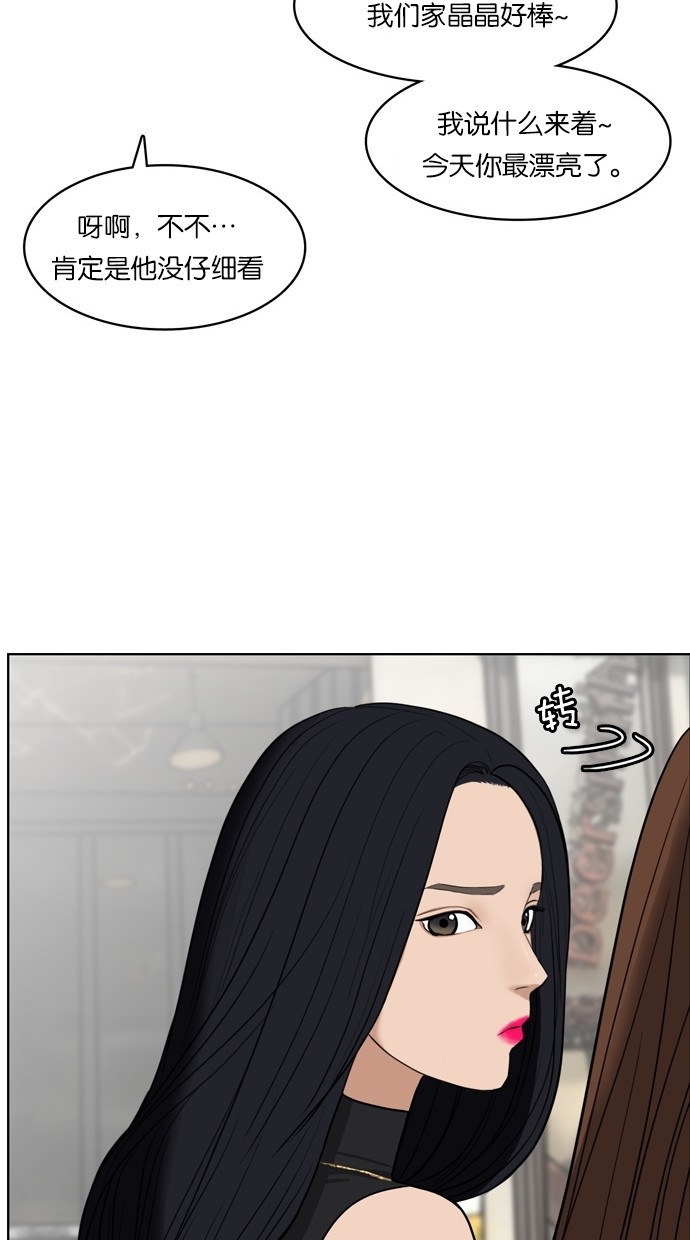 我们家晶晶好棒~
我说什么来着~
今天你最漂亮了。
呀啊，不不…
肯定是他没仔细看
转